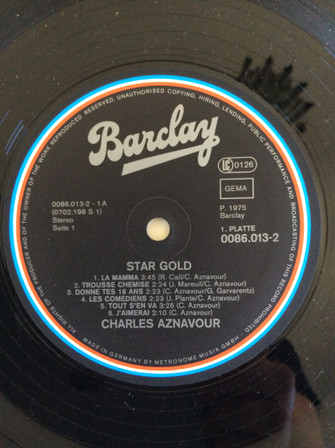 ALL RIGHTS OF THE PRODUCER AND OF THE OWNER OF THE WORK REPRODUCED RESERVED. UNAUTHORISED COPYING, HIRING, LENDING, PUBLIC PERFORMANCE AND BROADCASTING OF THIS RECORD PROHIBITED.
Barclay
LC 0126
GEMA
0086.013-2 - 1 A
(0702.198 S 1)
Stereo
Seite 1
P. 1975
Barclay
1. PLATTE
0086.013-2
STAR GOLD
1. LA MAMMA 3:45 (R. Call/C. Aznavour)
2. TROUSSE CHEMISE 2:24 (J. Mareuil/C. Aznavour)
3. DONNE TES 16 ANS 2:23 (C. Aznavour/G. Garvarentz)
4. LES COMEDIENS 2:23 (J. Plante/C. Aznavour)
5. TOUT S'EN VA 3:25 (C. Aznavour)
6. J'AIMERAI 2:10 (C. Aznavour)
CHARLES AZNAVOUR
MADE IN GERMANY BY METRONOME MUSIK GMBH